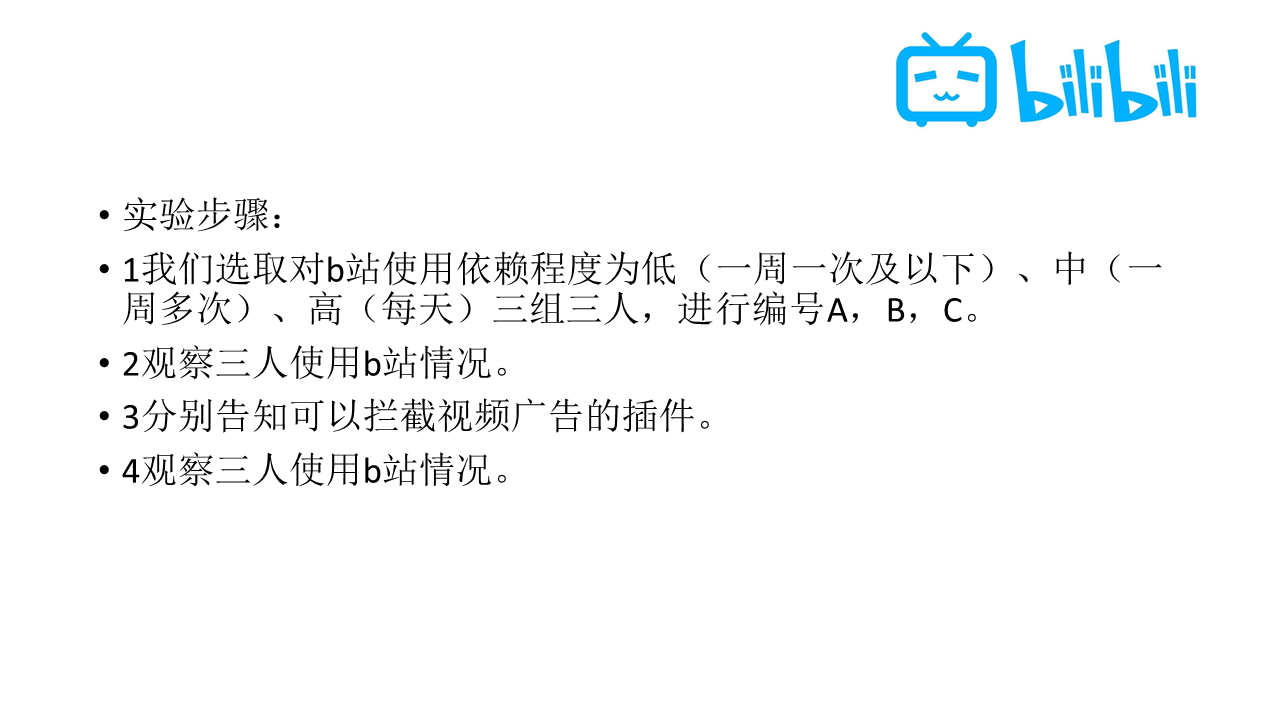 bilibili
• 实验步骤：
• 1我们选取对b站使用依赖程度为低（一周一次及以下）、中（一
周多次）、高（每天）三组三人，进行编号A，B，C。
• 2观察三人使用b站情况。
• 3分别告知可以拦截视频广告的插件。
• 4观察三人使用b站情况。